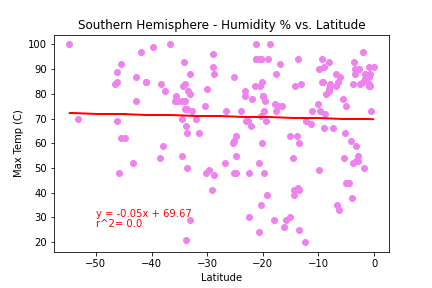 Southern Hemisphere - Humidity % vs. Latitude
100
90
80
70
60
50
40
30
20
Max Temp (C)
y = -0.05x + 69.67
r^2= 0.0
−50 −40 −30 −20 −10 0
Latitude